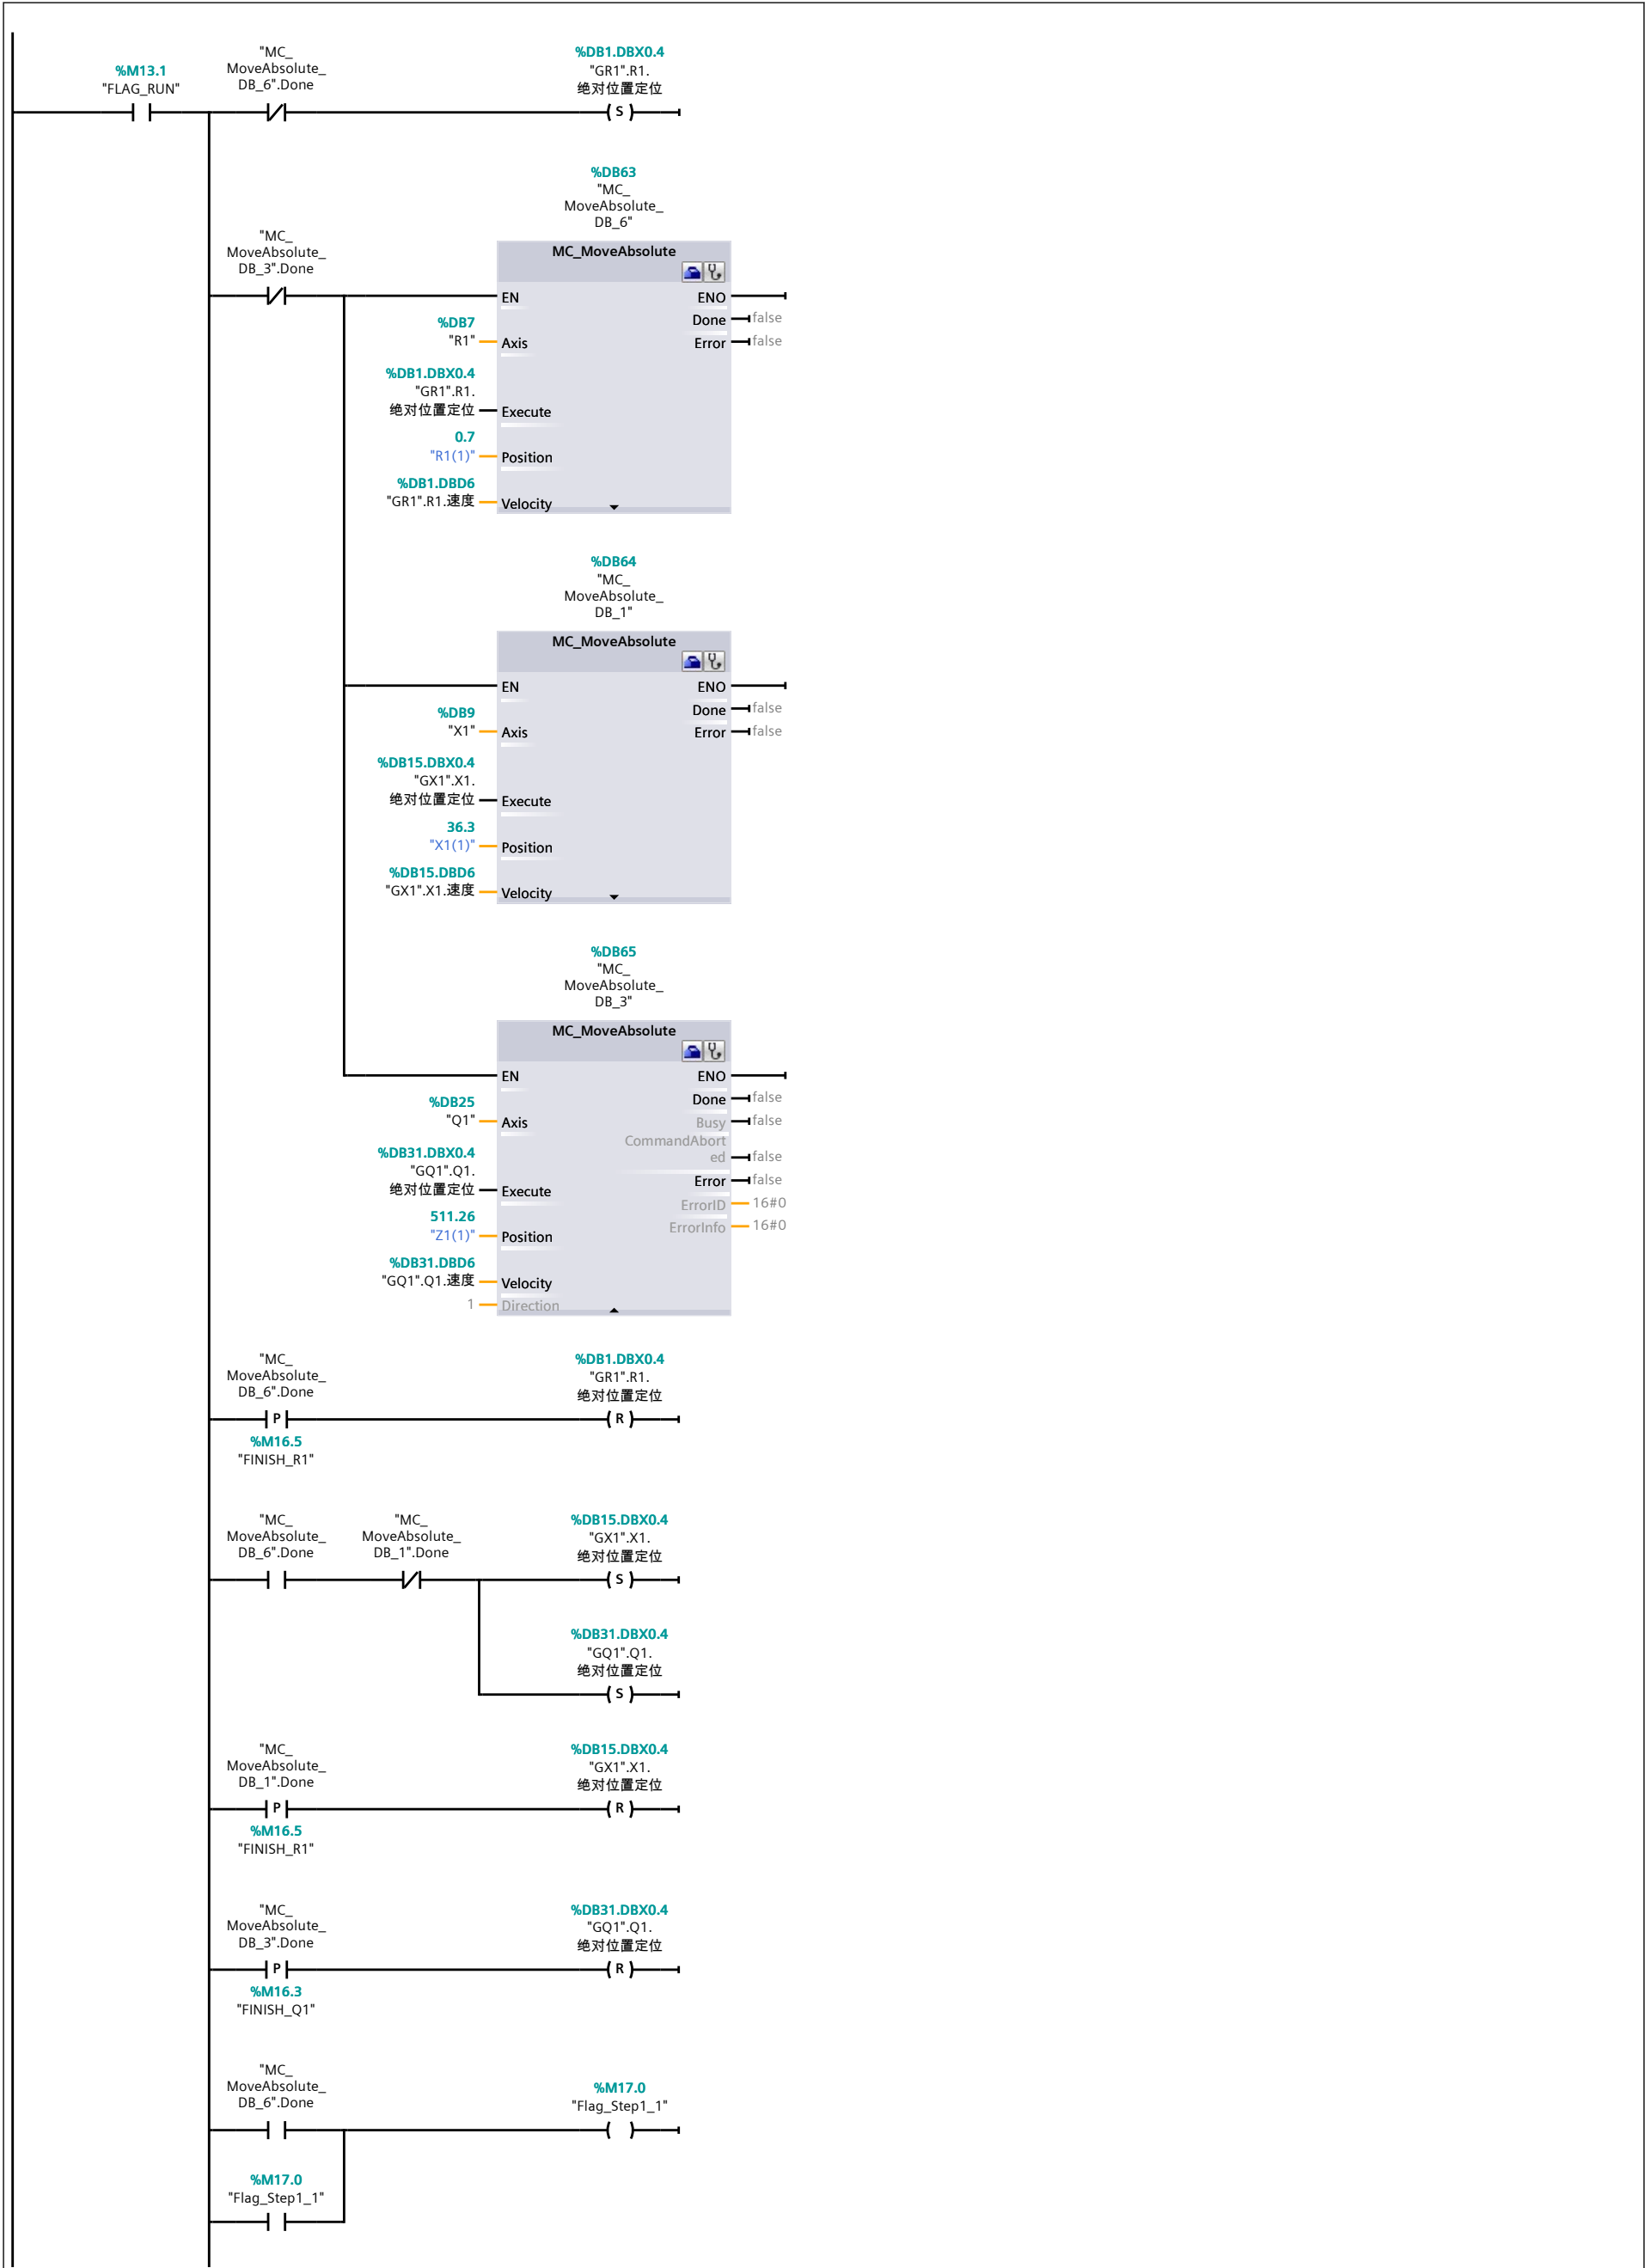 %M13.1
"FLAG_RUN"
"MC_
MoveAbsolute_
DB_6".Done
%DB1.DBX0.4
"GR1".R1.
绝对位置定位
S
%DB63
"MC_
MoveAbsolute_
DB_6"
"MC_
MoveAbsolute_
DB_3".Done
MC_MoveAbsolute
EN
ENO
Done
false
Error
false
%DB7
"R1"
Axis
%DB1.DBX0.4
"GR1".R1.
绝对位置定位
Execute
0.7
"R1(1)"
Position
%DB1.DBD6
"GR1".R1.速度
Velocity
%DB64
"MC_
MoveAbsolute_
DB_1"
MC_MoveAbsolute
EN
ENO
Done
false
Error
false
%DB9
"X1"
Axis
%DB15.DBX0.4
"GX1".X1.
绝对位置定位
Execute
36.3
"X1(1)"
Position
%DB15.DBD6
"GX1".X1.速度
Velocity
%DB65
"MC_
MoveAbsolute_
DB_3"
MC_MoveAbsolute
EN
ENO
Done
false
Busy
false
CommandAbort
ed
false
Error
false
ErrorID
16#0
ErrorInfo
16#0
%DB25
"Q1"
Axis
%DB31.DBX0.4
"GQ1".Q1.
绝对位置定位
Execute
511.26
"Z1(1)"
Position
%DB31.DBD6
"GQ1".Q1.速度
Velocity
1
Direction
"MC_
MoveAbsolute_
DB_6".Done
P
%M16.5
"FINISH_R1"
%DB1.DBX0.4
"GR1".R1.
绝对位置定位
R
"MC_
MoveAbsolute_
DB_6".Done
"MC_
MoveAbsolute_
DB_1".Done
%DB15.DBX0.4
"GX1".X1.
绝对位置定位
S
%DB31.DBX0.4
"GQ1".Q1.
绝对位置定位
S
"MC_
MoveAbsolute_
DB_1".Done
P
%M16.5
"FINISH_R1"
%DB15.DBX0.4
"GX1".X1.
绝对位置定位
R
"MC_
MoveAbsolute_
DB_3".Done
P
%M16.3
"FINISH_Q1"
%DB31.DBX0.4
"GQ1".Q1.
绝对位置定位
R
"MC_
MoveAbsolute_
DB_6".Done
%M17.0
"Flag_Step1_1"
%M17.0
"Flag_Step1_1"